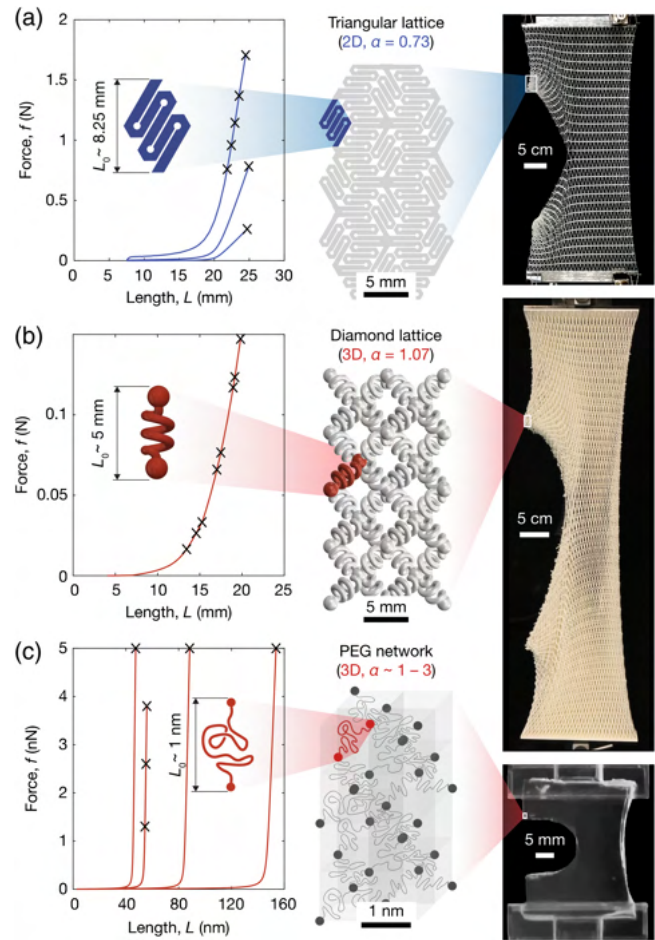 (a)
2
1.5
1
0.5
0
Force, f (N)
L0 ~ 8.25 mm
0 5 10 15 20 25 30
Length, L (mm)
Triangular lattice
(2D, α = 0.73)
5 mm
5 cm
(b)
0.1
0.05
0
Force, f (N)
L0 ~ 5 mm
0 5 10 15 20 25
Length, L (mm)
Diamond lattice
(3D, α = 1.07)
5 mm
5 cm
(c)
5
4
3
2
1
0
Force, f (nN)
L0 ~ 1 nm
0 40 80 120 160
Length, L (nm)
PEG network
(3D, α ~ 1 – 3)
1 nm
5 mm